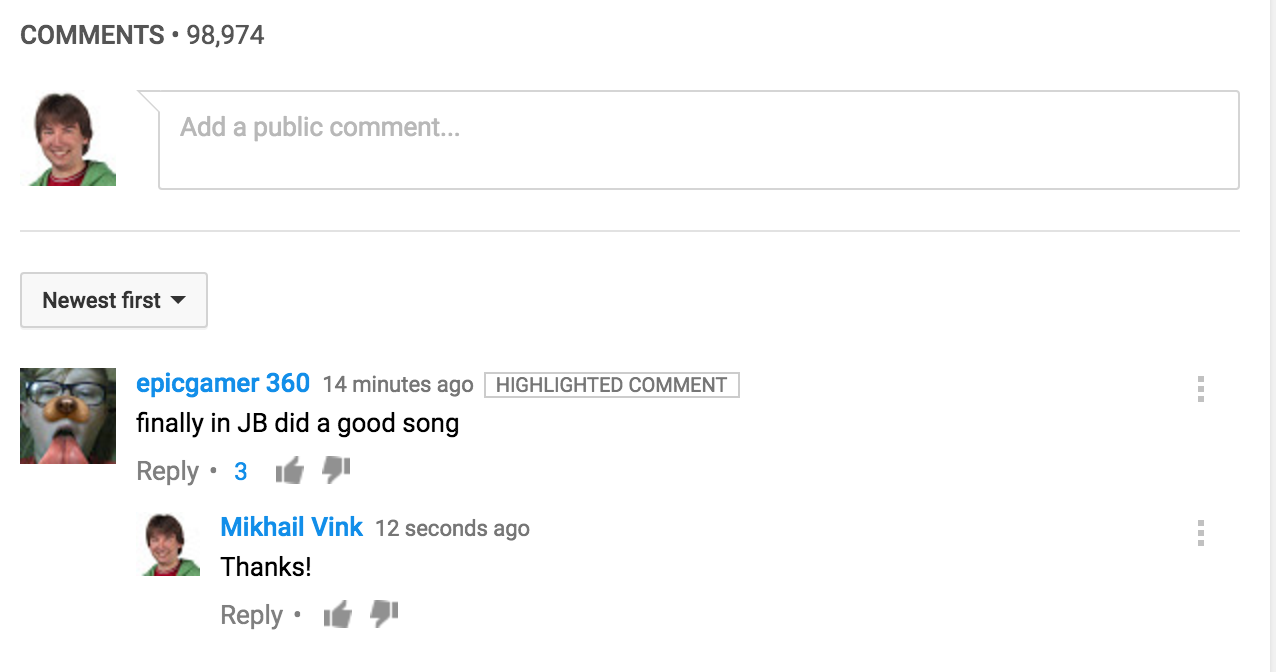 COMMENTS • 98,974
Add a public comment...
Newest first
epicgamer 360 14 minutes ago HIGHLIGHTED COMMENT
finally in JB did a good song
Reply • 3
Mikhail Vink 12 seconds ago
Thanks!
Reply •